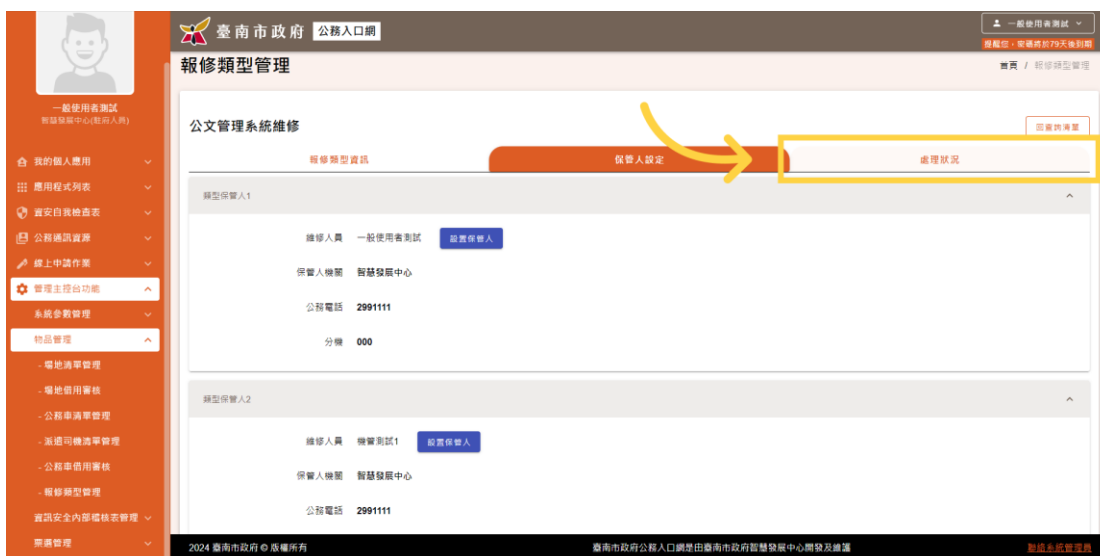 臺南市政府 公務入口網
一般使用者測試
提醒您，密碼將於79天後到期
報修類型管理
首頁 / 報修類型管理
一般使用者測試
智慧發展中心(駐府人員)
我的個人應用
應用程式列表
資安自我檢查表
公務通訊資源
線上申請作業
管理主控台功能
系統參數管理
物品管理
- 場地清單管理
- 場地借用審核
- 公務車清單管理
- 派遣司機清單管理
- 公務車借用審核
- 報修類型管理
資訊安全內部稽核表管理
票選管理
公文管理系統維修
回查詢清單
報修類型資訊
保管人設定
處理狀況
類型保管人1
維修人員 一般使用者測試 設置保管人
保管人機關 智慧發展中心
公務電話 2991111
分機 000
類型保管人2
維修人員 機管測試1 設置保管人
保管人機關 智慧發展中心
公務電話 2991111
2024 臺南市政府 © 版權所有
臺南市政府公務入口網是由臺南市政府智慧發展中心開發及維護
聯絡系統管理員